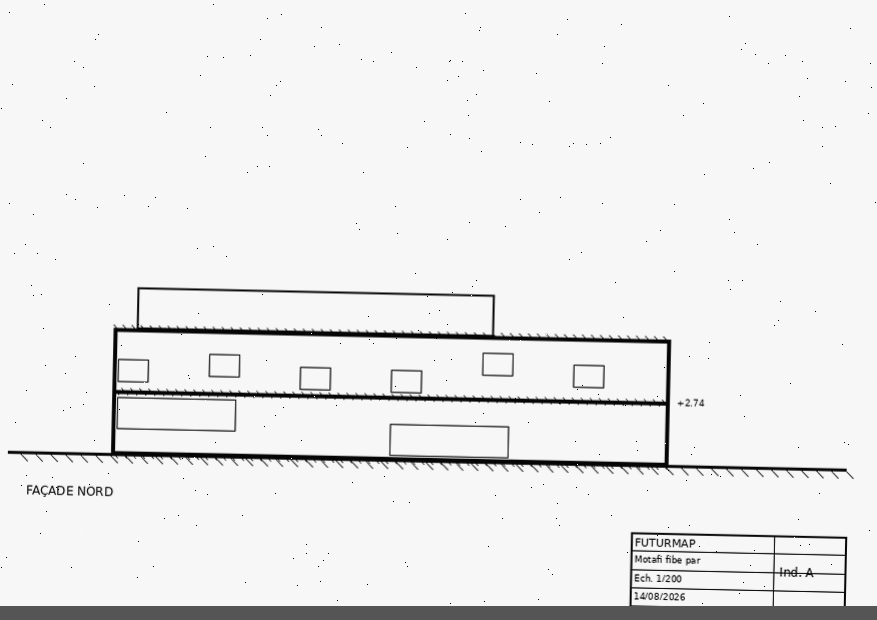 +2.74
FAÇADE NORD
FUTURMAP
Motafi fibe par
Ind. A
Ech. 1/200
14/08/2026